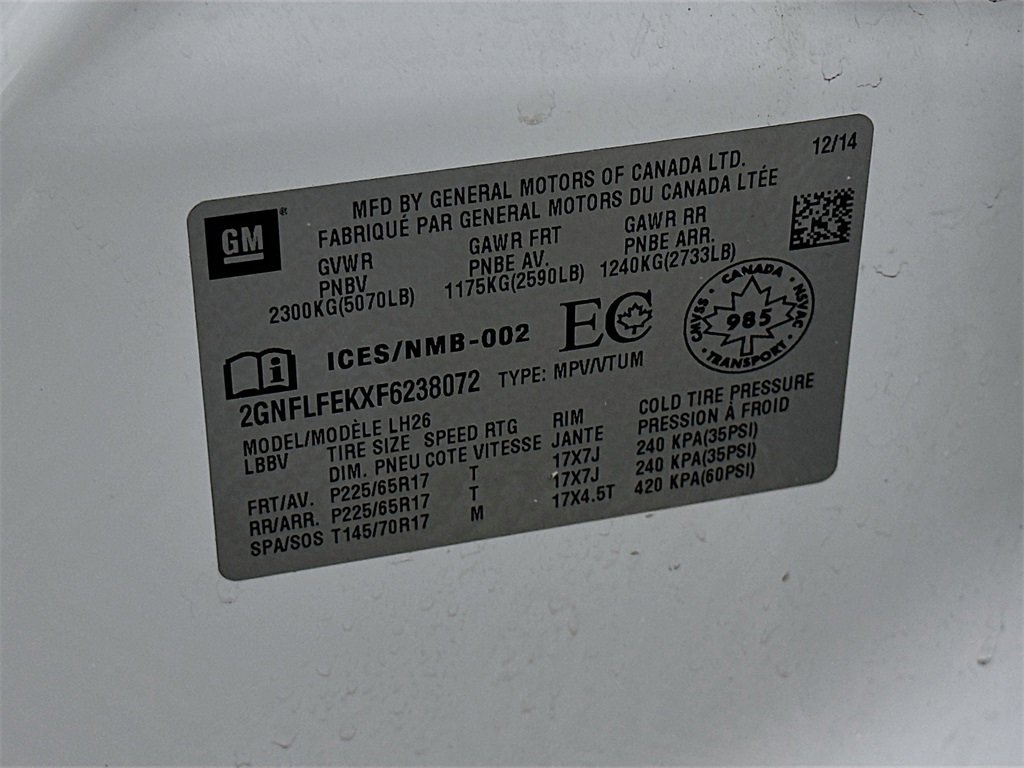 12/14
MFD BY GENERAL MOTORS OF CANADA LTD.
FABRIQUÉ PAR GENERAL MOTORS DU CANADA LTÉE
GM®
GVWR GAWR FRT GAWR RR
PNBV PNBE AV. PNBE ARR.
2300KG(5070LB) 1175KG(2590LB) 1240KG(2733LB)
i ICES/NMB-002 EC
CANADA
CMVSS 985 NSVAC
TRANSPORT
2GNFLFEKXF6238072 TYPE: MPV/VTUM
MODEL/MODÈLE LH26
LBBV TIRE SIZE SPEED RTG RIM COLD TIRE PRESSURE
DIM. PNEU COTE VITESSE JANTE PRESSION À FROID
FRT/AV. P225/65R17 T 17X7J 240 KPA(35PSI)
RR/ARR. P225/65R17 T 17X7J 240 KPA(35PSI)
SPA/SOS T145/70R17 M 17X4.5T 420 KPA(60PSI)